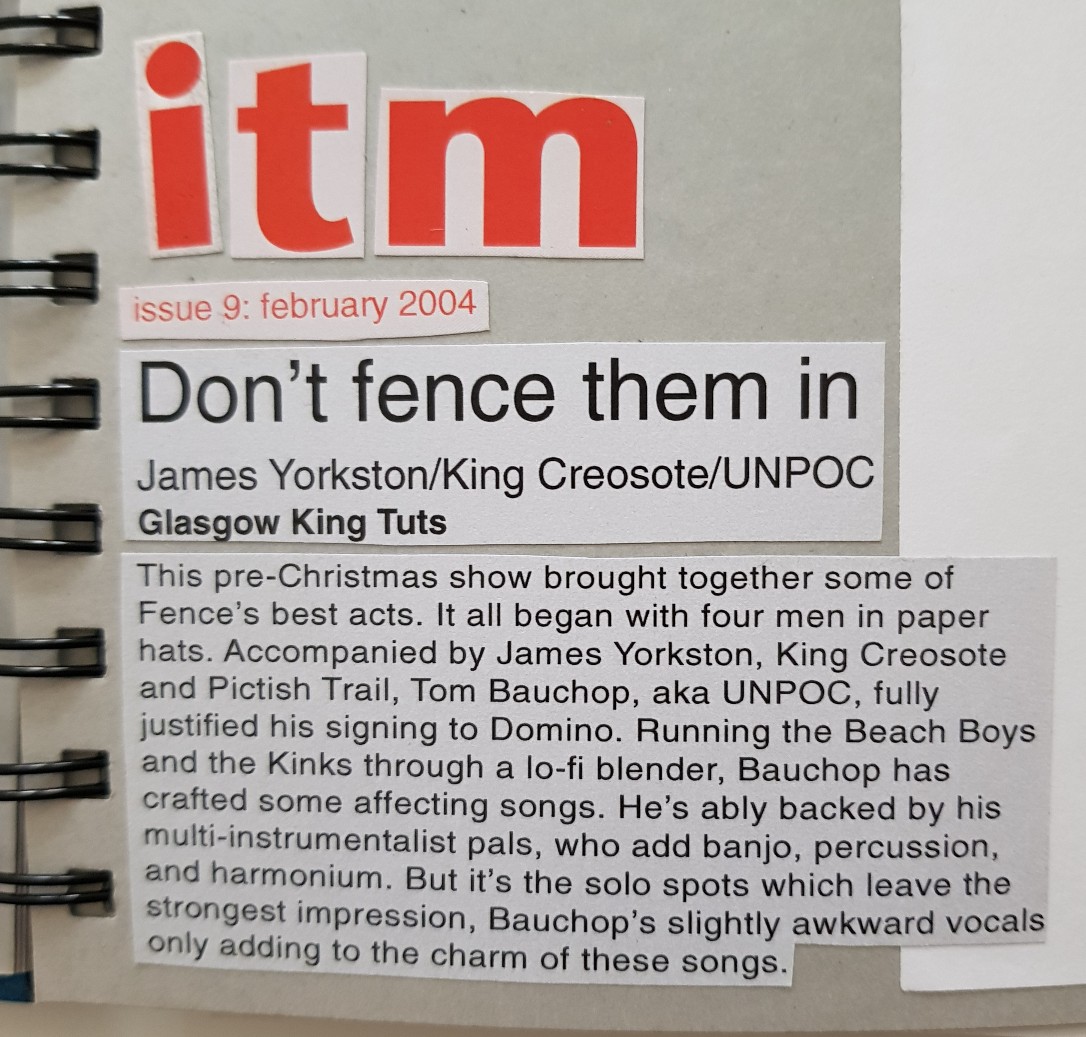 itm
issue 9: february 2004
Don't fence them in
James Yorkston/King Creosote/UNPOC
Glasgow King Tuts
This pre-Christmas show brought together some of
Fence's best acts. It all began with four men in paper
hats. Accompanied by James Yorkston, King Creosote
and Pictish Trail, Tom Bauchop, aka UNPOC, fully
justified his signing to Domino. Running the Beach Boys
and the Kinks through a lo-fi blender, Bauchop has
crafted some affecting songs. He's ably backed by his
multi-instrumentalist pals, who add banjo, percussion,
and harmonium. But it's the solo spots which leave the
strongest impression, Bauchop's slightly awkward vocals
only adding to the charm of these songs.